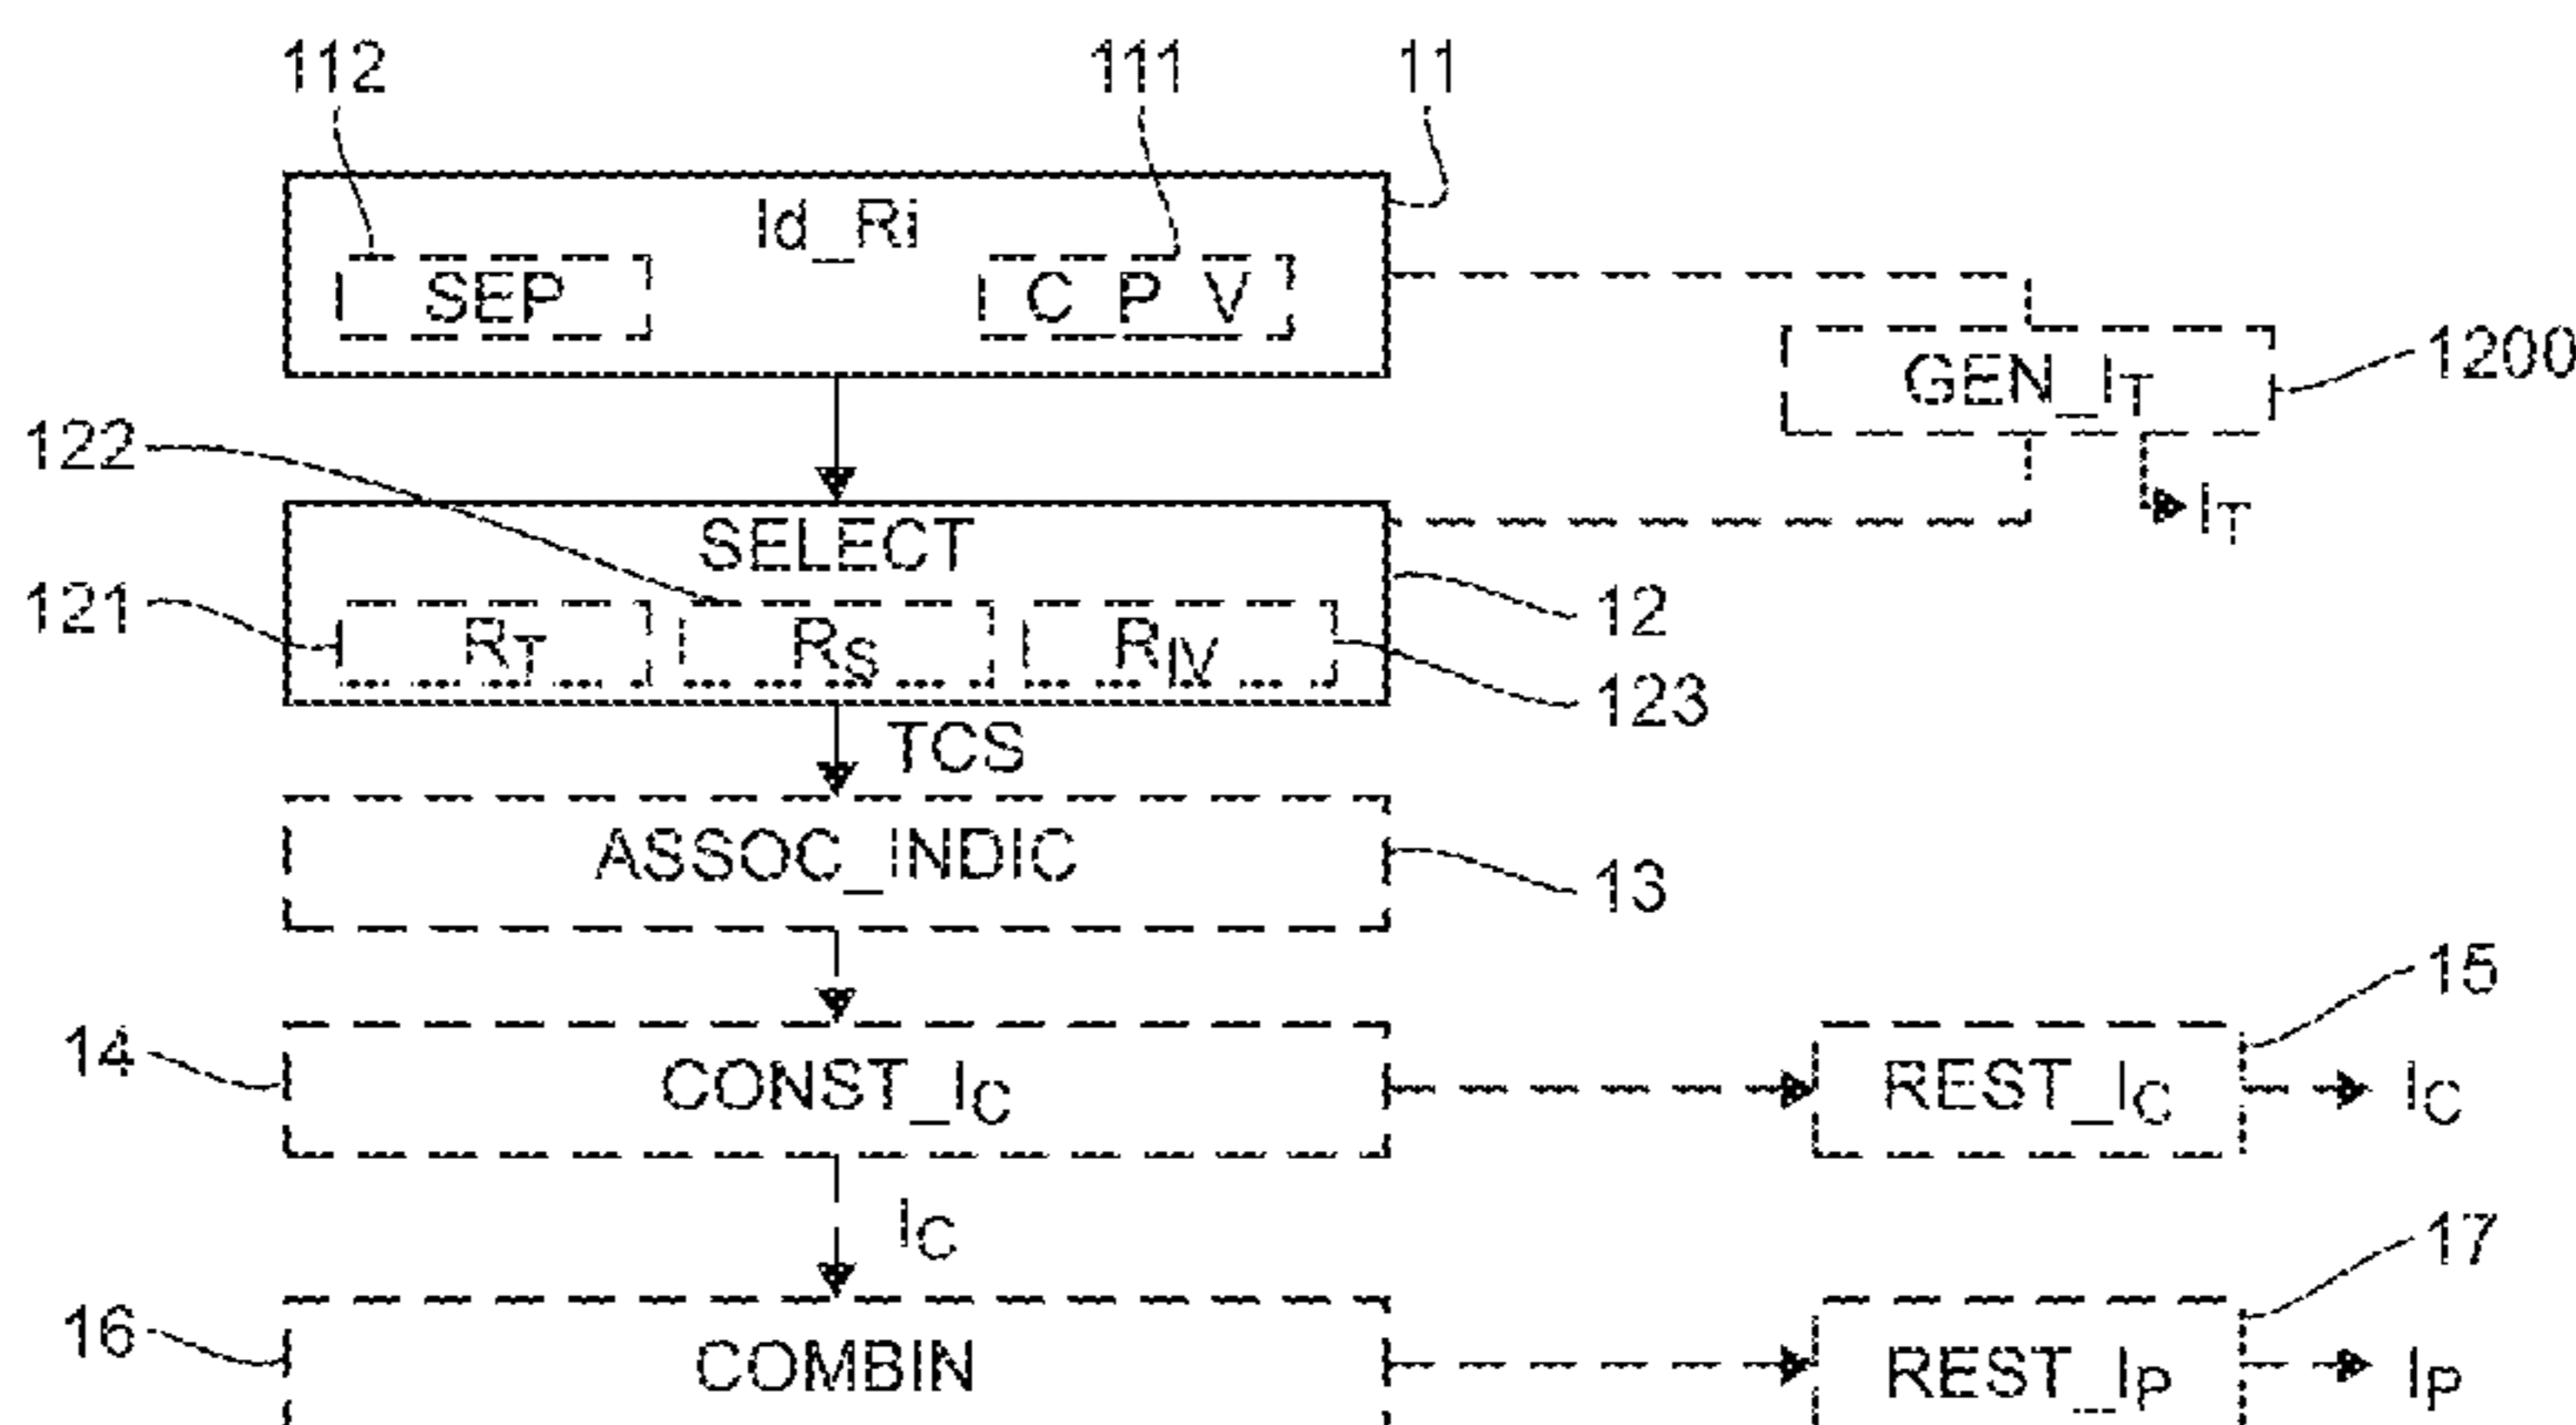 112 111 11
Id_Ri
SEP C P V
GEN_IT 1200
122
SELECT IT
121 RT RS RIV 12
123
TCS
ASSOC_INDIC 13
15
14 CONST_IC REST_IC IC
IC
17
16 COMBIN REST_IP IP